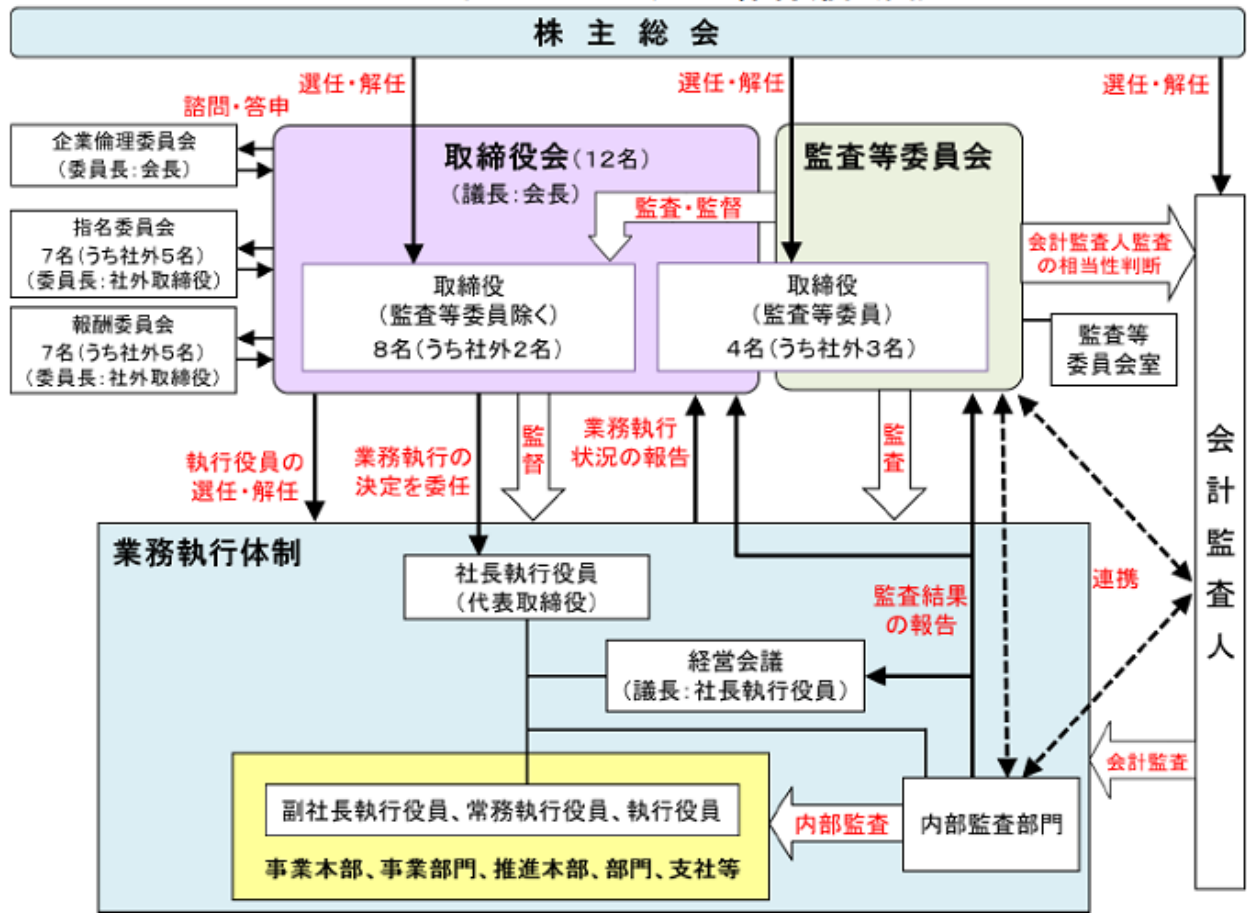 株主総会
選任・解任
選任・解任
選任・解任
諮問・答申
企業倫理委員会
(委員長:会長)
指名委員会
7名(うち社外5名)
(委員長:社外取締役)
報酬委員会
7名(うち社外5名)
(委員長:社外取締役)
取締役会(12名)
(議長:会長)
監査等委員会
監査・監督
取締役
(監査等委員除く)
8名(うち社外2名)
取締役
(監査等委員)
4名(うち社外3名)
会計監査人監査
の相当性判断
監査等
委員会室
会計監査人
執行役員の
選任・解任
業務執行の
決定を委任
監督
業務執行
状況の報告
監査
業務執行体制
社長執行役員
(代表取締役)
監査結果
の報告
連携
経営会議
(議長:社長執行役員)
会計監査
副社長執行役員、常務執行役員、執行役員
事業本部、事業部門、推進本部、部門、支社等
内部監査
内部監査部門